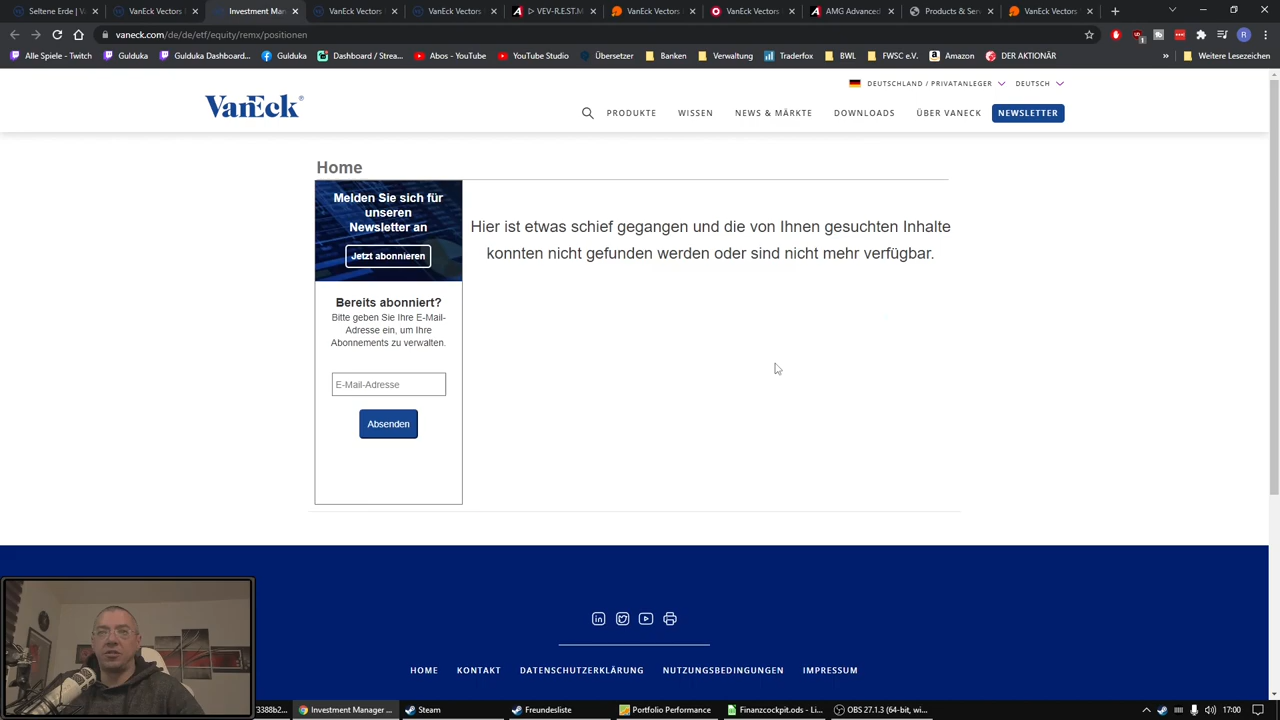 Seltene Erde | Va
VanEck Vectors
Investment Ma
VanEck Vectors
VanEck Vectors
▷ VEV-R.EST.M
VanEck Vectors
VanEck Vectors
AMG Advanced
Products & Ser
VanEck Vectors
vaneck.com/de/de/etf/equity/remx/positionen
Alle Spiele - Twitch
Gulduka
Gulduka Dashboard...
Gulduka
Dashboard / Strea...
Abos - YouTube
YouTube Studio
Übersetzer
Banken
Verwaltung
Traderfox
BWL
FWSC e.V.
Amazon
DER AKTIONÄR
»
Weitere Lesezeichen
DEUTSCHLAND / PRIVATANLEGER
DEUTSCH
VanEck®
PRODUKTE
WISSEN
NEWS & MÄRKTE
DOWNLOADS
ÜBER VANECK
NEWSLETTER
Home
Melden Sie sich für
unseren
Newsletter an
Jetzt abonnieren
Hier ist etwas schief gegangen und die von Ihnen gesuchten Inhalte
konnten nicht gefunden werden oder sind nicht mehr verfügbar.
Bereits abonniert?
Bitte geben Sie Ihre E-Mail-
Adresse ein, um Ihre
Abonnements zu verwalten.
E-Mail-Adresse
Absenden
HOME
KONTAKT
DATENSCHUTZERKLÄRUNG
NUTZUNGSBEDINGUNGEN
IMPRESSUM
3388b2...
Investment Manager ...
Steam
Freundesliste
Portfolio Performance
Finanzcockpit.ods - Li...
OBS 27.1.3 (64-bit, wi...
17:00